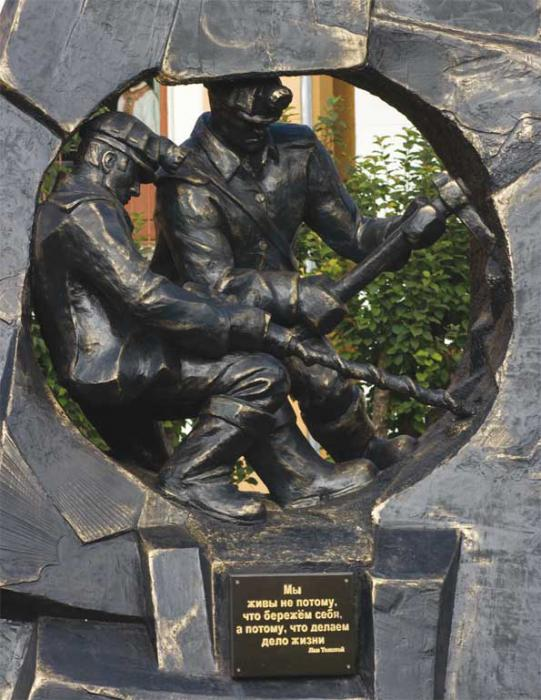 Мы
живы не потому,
что бережём себя,
а потому, что делаем
дело жизни
Лев Толстой